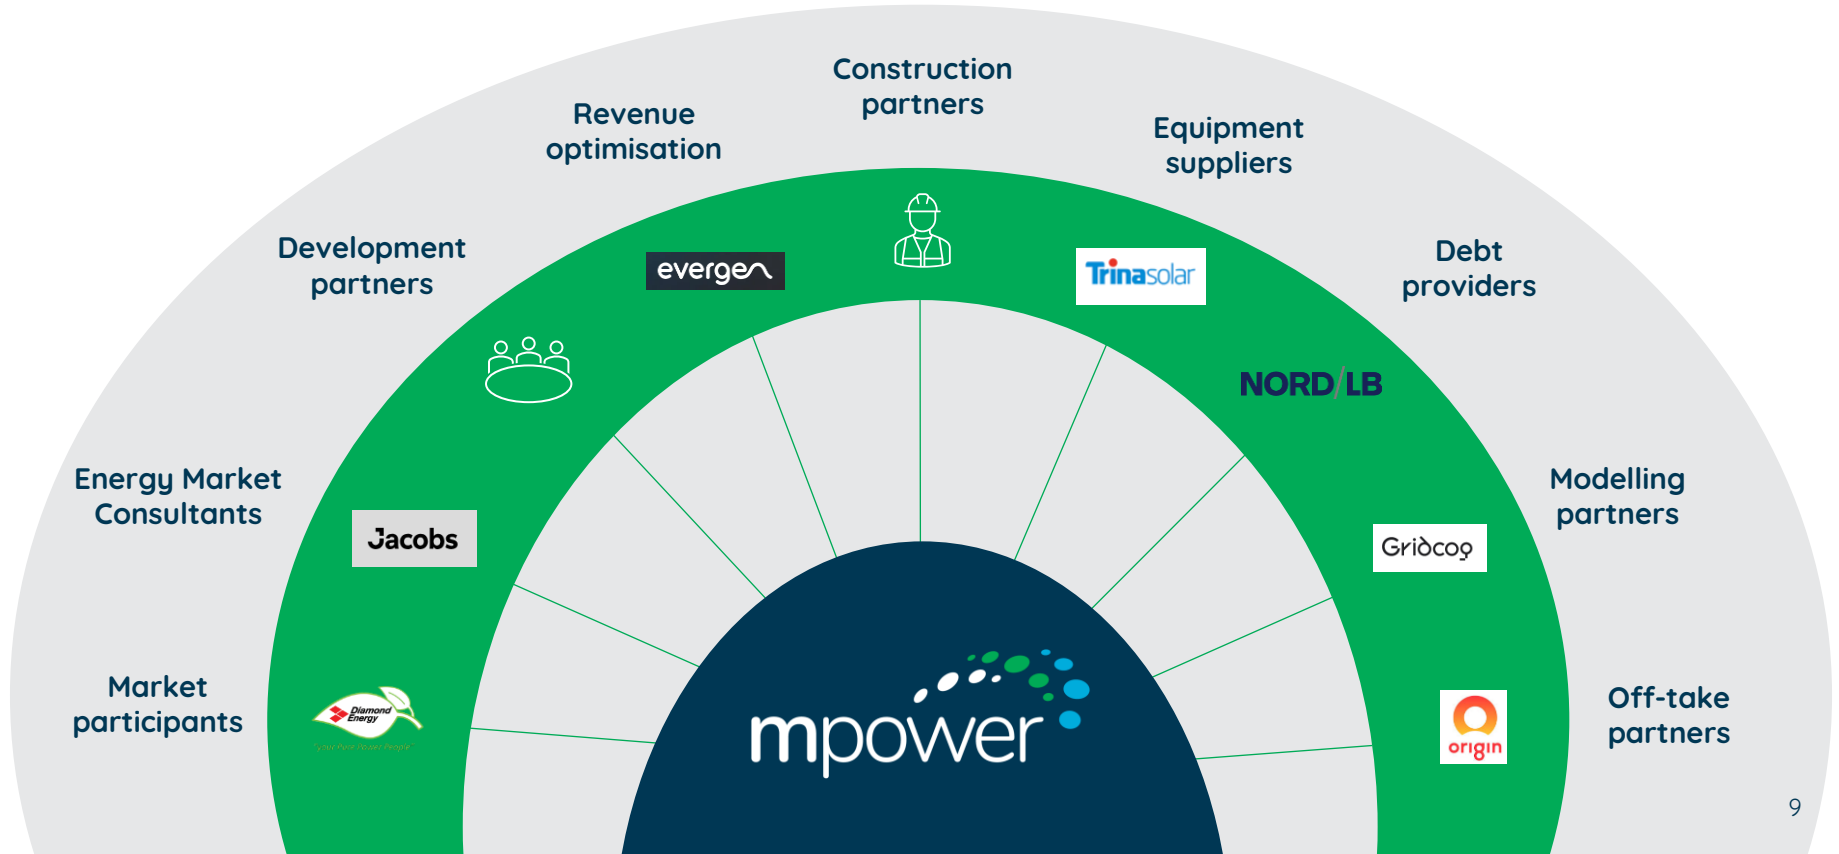 Construction
partners
Revenue
optimisation
Equipment
suppliers
Development
partners
evergen
Trinasolar
Debt
providers
NORD/LB
Energy Market
Consultants
Jacobs
Modelling
partners
Gridcog
Market
participants
Diamond
Energy
mpower
origin
Off-take
partners
9